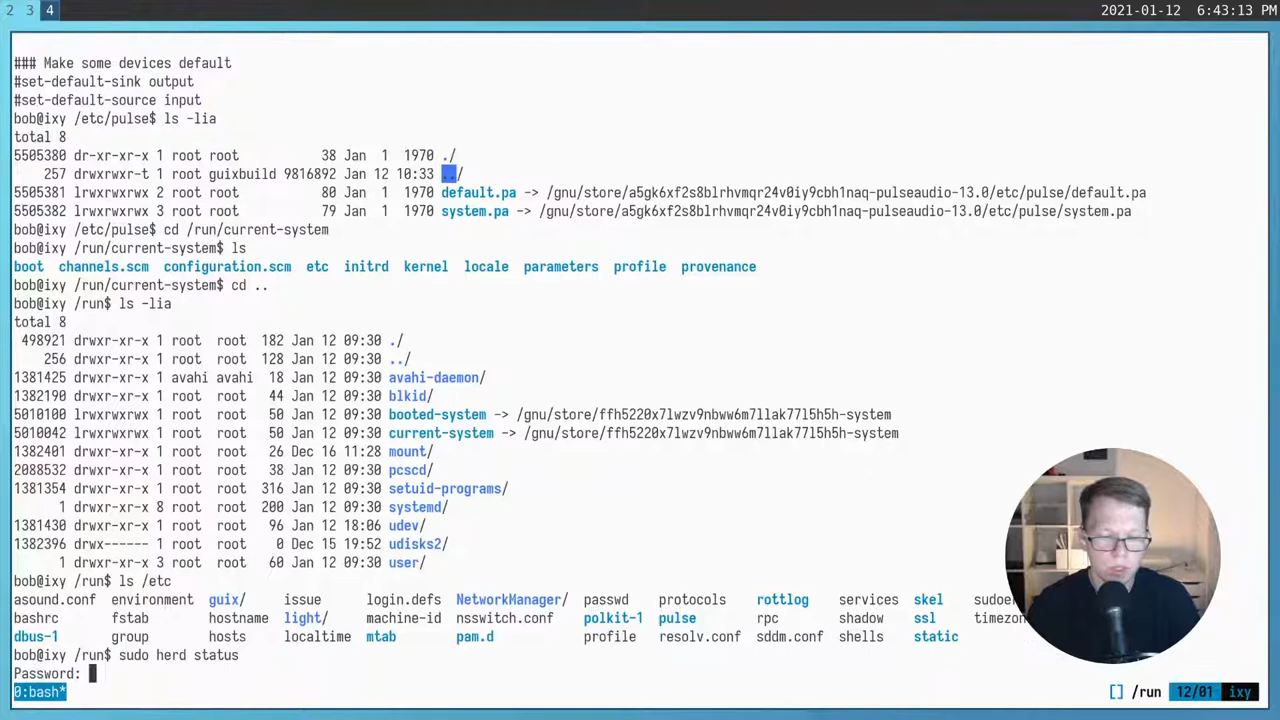 2 3 4 2021-01-12 6:43:13 PM
### Make some devices default
#set-default-sink output
#set-default-source input
bob@ixy /etc/pulse$ ls -lia
total 8
5505380 dr-xr-xr-x 1 root root 38 Jan 1 1970 ./
257 drwxrwxr-t 1 root guixbuild 9816892 Jan 12 10:33 ../
5505381 lrwxrwxrwx 2 root root 80 Jan 1 1970 default.pa -> /gnu/store/a5gk6xf2s8blrhvmqr24v0iy9cbh1naq-pulseaudio-13.0/etc/pulse/default.pa
5505382 lrwxrwxrwx 3 root root 79 Jan 1 1970 system.pa -> /gnu/store/a5gk6xf2s8blrhvmqr24v0iy9cbh1naq-pulseaudio-13.0/etc/pulse/system.pa
bob@ixy /etc/pulse$ cd /run/current-system
bob@ixy /run/current-system$ ls
boot channels.scm configuration.scm etc initrd kernel locale parameters profile provenance
bob@ixy /run/current-system$ cd ..
bob@ixy /run$ ls -lia
total 8
498921 drwxr-xr-x 1 root root 182 Jan 12 09:30 ./
256 drwxr-xr-x 1 root root 128 Jan 12 09:30 ../
1381425 drwxr-xr-x 1 avahi avahi 18 Jan 12 09:30 avahi-daemon/
1382190 drwxr-xr-x 1 root root 44 Jan 12 09:30 blkid/
5010100 lrwxrwxrwx 1 root root 50 Jan 12 09:30 booted-system -> /gnu/store/ffh5220x7lwzv9nbww6m7llak77l5h5h-system
5010042 lrwxrwxrwx 1 root root 50 Jan 12 09:30 current-system -> /gnu/store/ffh5220x7lwzv9nbww6m7llak77l5h5h-system
1382401 drwxr-xr-x 1 root root 26 Dec 16 11:28 mount/
2088532 drwxr-xr-x 1 root root 38 Jan 12 09:30 pcscd/
1381354 drwxr-xr-x 1 root root 316 Jan 12 09:30 setuid-programs/
1 drwxr-xr-x 8 root root 200 Jan 12 09:30 systemd/
1381430 drwxr-xr-x 1 root root 96 Jan 12 18:06 udev/
1382396 drwx------ 1 root root 0 Dec 15 19:52 udisks2/
1 drwxr-xr-x 3 root root 60 Jan 12 09:30 user/
bob@ixy /run$ ls /etc
asound.conf environment guix/ issue login.defs NetworkManager/ passwd protocols rottlog services skel sudoe
bashrc fstab hostname light/ machine-id nsswitch.conf polkit-1 pulse rpc shadow ssl timezon
dbus-1 group hosts localtime mtab pam.d profile resolv.conf sddm.conf shells static
bob@ixy /run$ sudo herd status
Password:
0:bash* [] /run 12/01 ixy